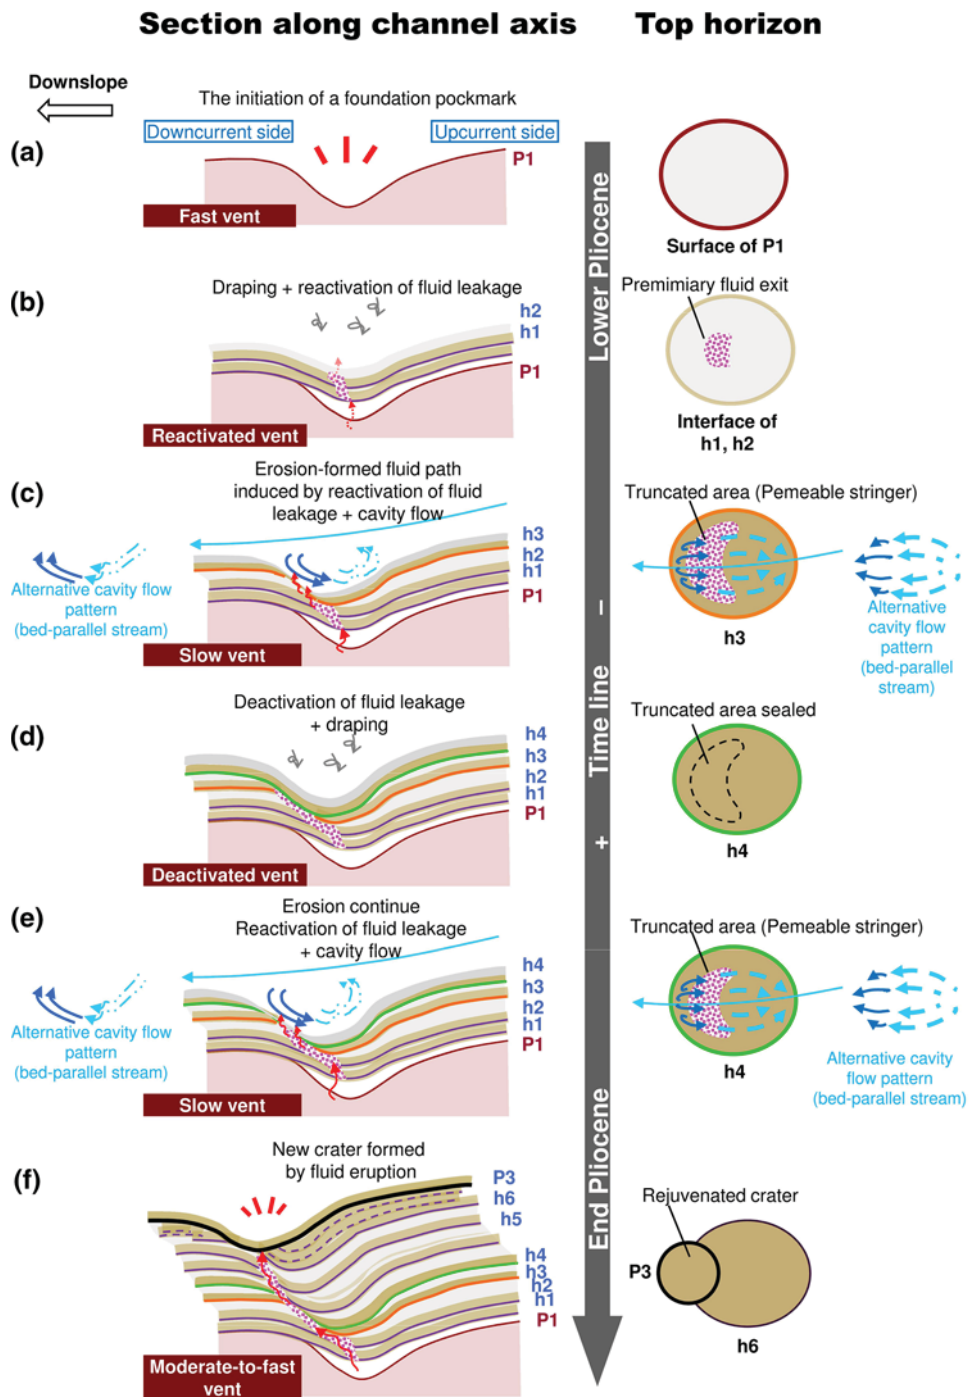 Section along channel axis
Top horizon
Downslope
The initiation of a foundation pockmark
Downcurrent side
Upcurrent side
(a)
P1
Fast vent
Surface of P1
(b)
Draping + reactivation of fluid leakage
h2
h1
P1
Reactivated vent
Premimiary fluid exit
Interface of
h1, h2
(c)
Erosion-formed fluid path
induced by reactivation of fluid
leakage + cavity flow
h3
h2
h1
P1
Alternative cavity flow
pattern
(bed-parallel stream)
Slow vent
Truncated area (Pemeable stringer)
h3
Alternative
cavity flow
pattern
(bed-parallel
stream)
(d)
Deactivation of fluid leakage
+ draping
h4
h3
h2
h1
P1
Deactivated vent
Truncated area sealed
h4
(e)
Erosion continue
Reactivation of fluid leakage
+ cavity flow
h4
h3
h2
h1
P1
Alternative cavity flow
pattern
(bed-parallel stream)
Slow vent
Truncated area (Pemeable stringer)
h4
Alternative cavity
flow pattern
(bed-parallel stream)
(f)
New crater formed
by fluid eruption
P3
h6
h5
h4
h3
h2
h1
P1
Moderate-to-fast
vent
Rejuvenated crater
P3
h6
Lower Pliocene
–
Time line
+
End Pliocene